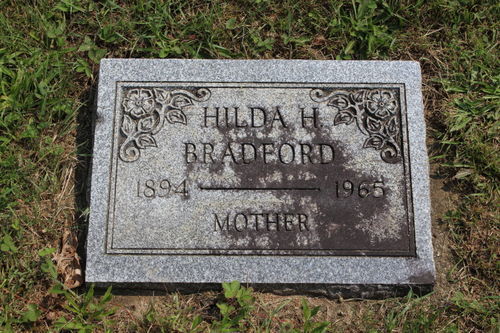 HILDA H
BRADFORD
1894 — 1965
MOTHER